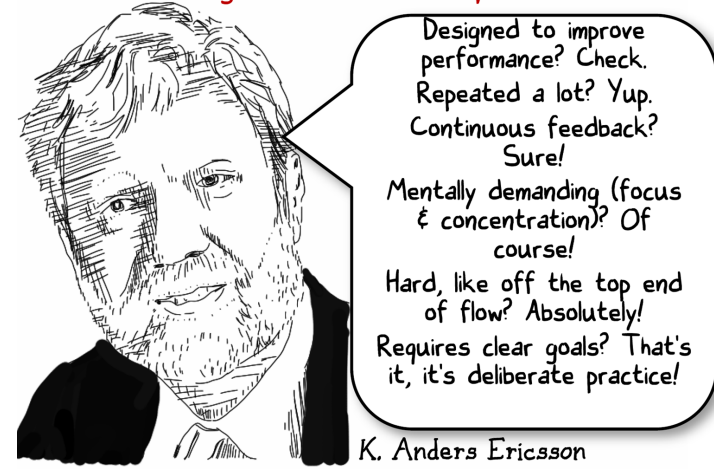 Designed to improve
performance? Check.
Repeated a lot? Yup.
Continuous feedback?
Sure!
Mentally demanding (focus
& concentration)? Of
course!
Hard, like off the top end
of flow? Absolutely!
Requires clear goals? That's
it, it's deliberate practice!
K. Anders Ericsson